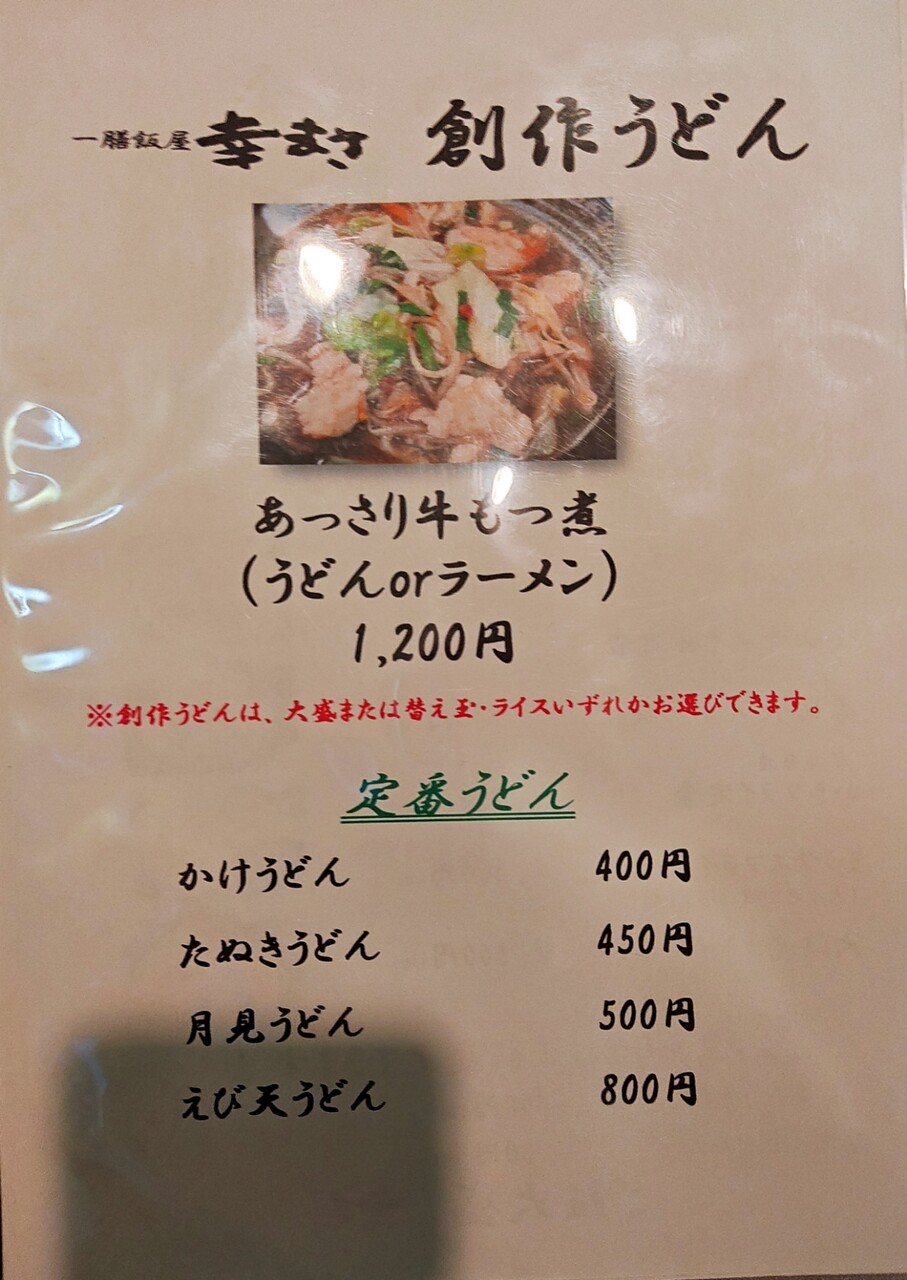 一膳飯屋 幸まさ 創作うどん
あっさり牛もつ煮
(うどんorラーメン)
1,200円
※創作うどんは、大盛または替え玉・ライスいずれかお選びできます。
定番うどん
かけうどん 400円
たぬきうどん 450円
月見うどん 500円
えび天うどん 800円